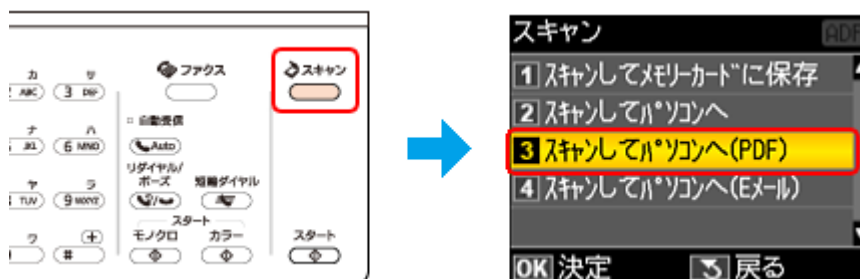 ファクス
スキャン
カ
サ
ABC
3 DEF
自動受信
ナ
ハ
JKL
6 MNO
Auto
リダイヤル/
ポーズ
短縮ダイヤル
ヤ
ラ
TUV
9 WXYZ
スタート
モノクロ
カラー
スタート
ワ
#
スキャン
ADF
1 スキャンしてメモリーカードに保存
2 スキャンしてパソコンへ
3 スキャンしてパソコンへ(PDF)
4 スキャンしてパソコンへ(Eメール)
OK 決定
戻る